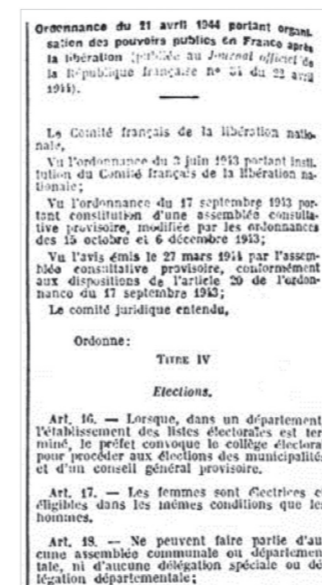 Ordonnance du 21 avril 1944 portant organi-
sation des pouvoirs publics en France après
la libération (publiée au Journal officiel de
la République française n° 34 du 22 avril
1944).
Le Comité français de la libération natio-
nale,
Vu l'ordonnance du 3 juin 1943 portant insti-
tution du Comité français de la libération na-
tionale;
Vu l'ordonnance du 17 septembre 1943 por-
tant constitution d'une assemblée consulta-
tive provisoire, modifiée par les ordonnances
des 15 octobre et 6 décembre 1943;
Vu l'avis émis le 27 mars 1944 par l'assem-
blée consultative provisoire, conformément
aux dispositions de l'article 20 de l'ordon-
nance du 17 septembre 1943;
Le comité juridique entendu,
Ordonne:
TITRE IV
Elections.
Art. 16. — Lorsque, dans un département
l'établissement des listes électorales est ter
miné, le préfet convoque le collège électora
pour procéder aux élections des municipalité
et d'un conseil général provisoire.
Art. 17. — Les femmes sont électrices e
éligibles dans les mêmes conditions que le
hommes.
Art. 18. — Ne peuvent faire partie d'au
cune assemblée communale ou départemen
tale, ni d'aucune délégation spéciale ou dé
légation départementale;